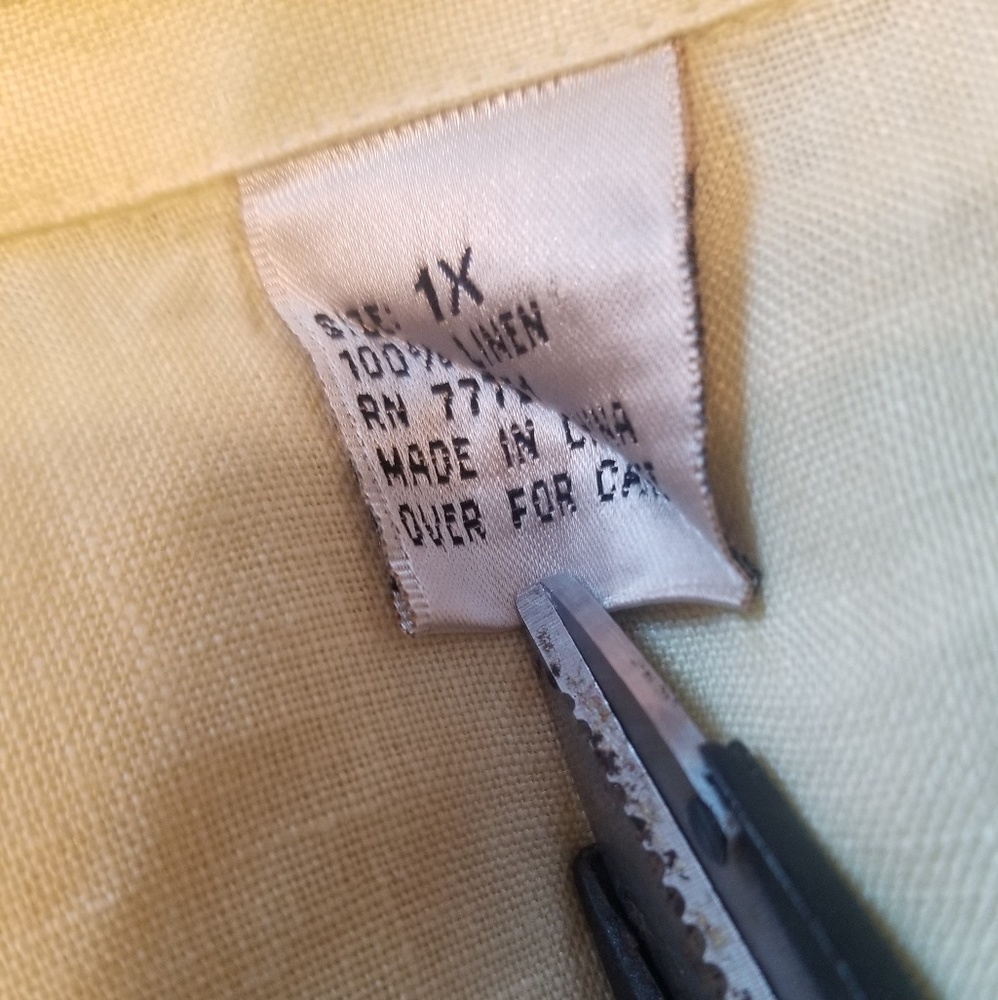 SIZE: 1X
100% LINEN
RN
MADE IN
OVER FOR